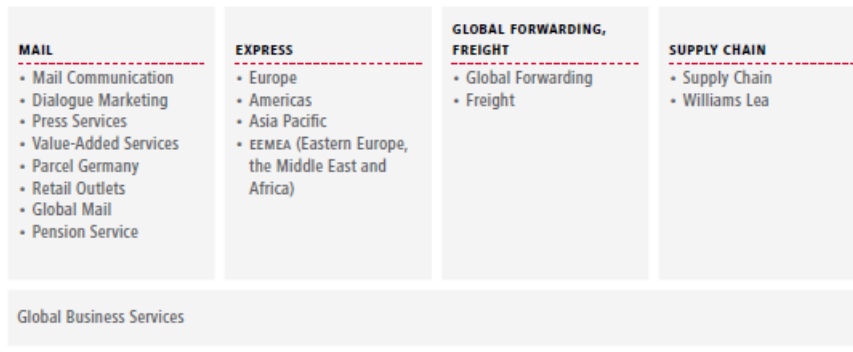 MAIL
• Mail Communication
• Dialogue Marketing
• Press Services
• Value-Added Services
• Parcel Germany
• Retail Outlets
• Global Mail
• Pension Service
EXPRESS
• Europe
• Americas
• Asia Pacific
• EEMEA (Eastern Europe,
the Middle East and
Africa)
GLOBAL FORWARDING,
FREIGHT
• Global Forwarding
• Freight
SUPPLY CHAIN
• Supply Chain
• Williams Lea
Global Business Services